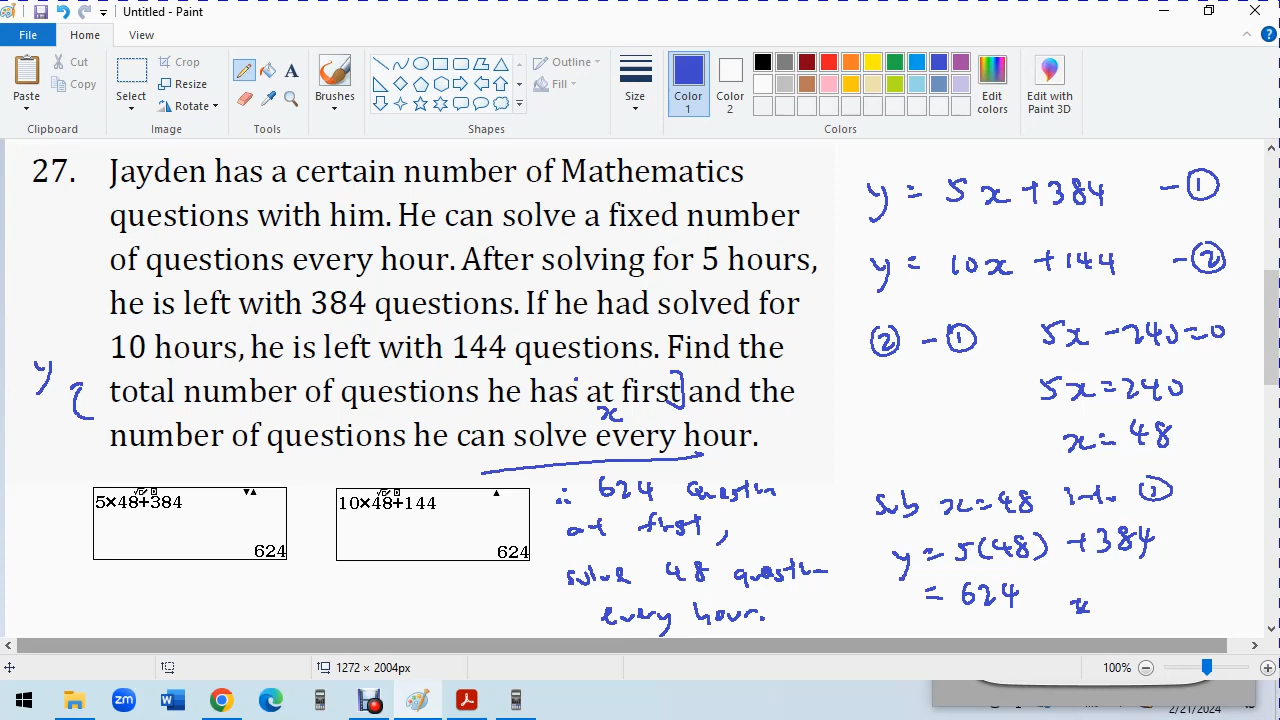 Untitled - Paint
File Home View
Paste Cut Copy Clipboard
Select Crop Resize Rotate Image
Tools
Brushes
Outline Fill Shapes
Size
Color 1 Color 2 Edit colors Colors
Edit with Paint 3D
27. Jayden has a certain number of Mathematics
questions with him. He can solve a fixed number
of questions every hour. After solving for 5 hours,
he is left with 384 questions. If he had solved for
10 hours, he is left with 144 questions. Find the
total number of questions he has at first and the
number of questions he can solve every hour.
y
x
y = 5x + 384 - ①
y = 10x + 144 - ②
② - ① 5x - 240 = 0
5x = 240
x = 48
sub x = 48 into ①
y = 5(48) + 384
= 624
5×48+384
624
10×48+144
624
∴ 624 question
at first,
solve 48 question
every hour.
1272 × 2004px
100%
zm
W
2/21/2024